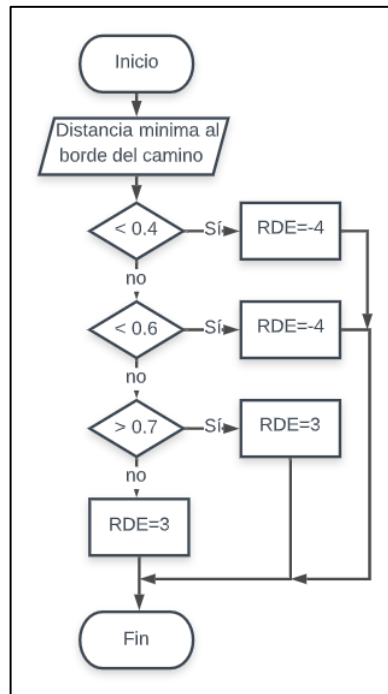 Inicio
Distancia minima al
borde del camino
< 0.4
Sí
RDE=-4
no
< 0.6
Sí
RDE=-4
no
> 0.7
Sí
RDE=3
no
RDE=3
Fin